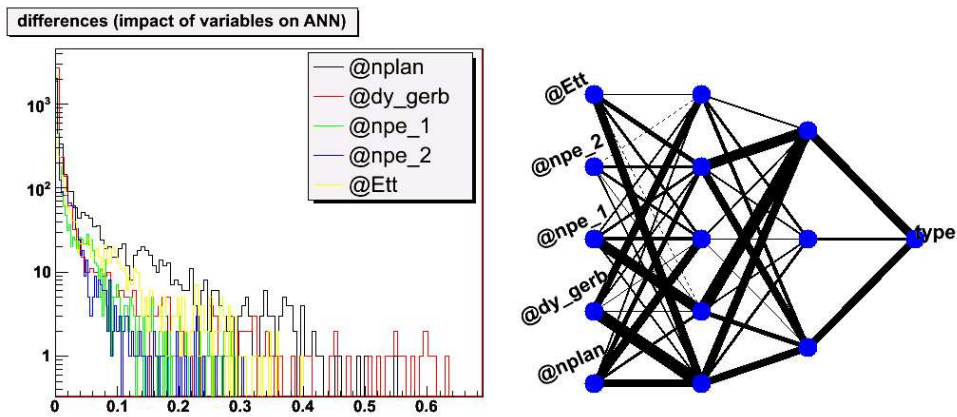 differences (impact of variables on ANN)
@nplan
@dy_gerb
@npe_1
@npe_2
@Ett
10³
10²
10
1
0 0.1 0.2 0.3 0.4 0.5 0.6
@Ett
@npe_2
@npe_1
@dy_gerb
@nplan
type